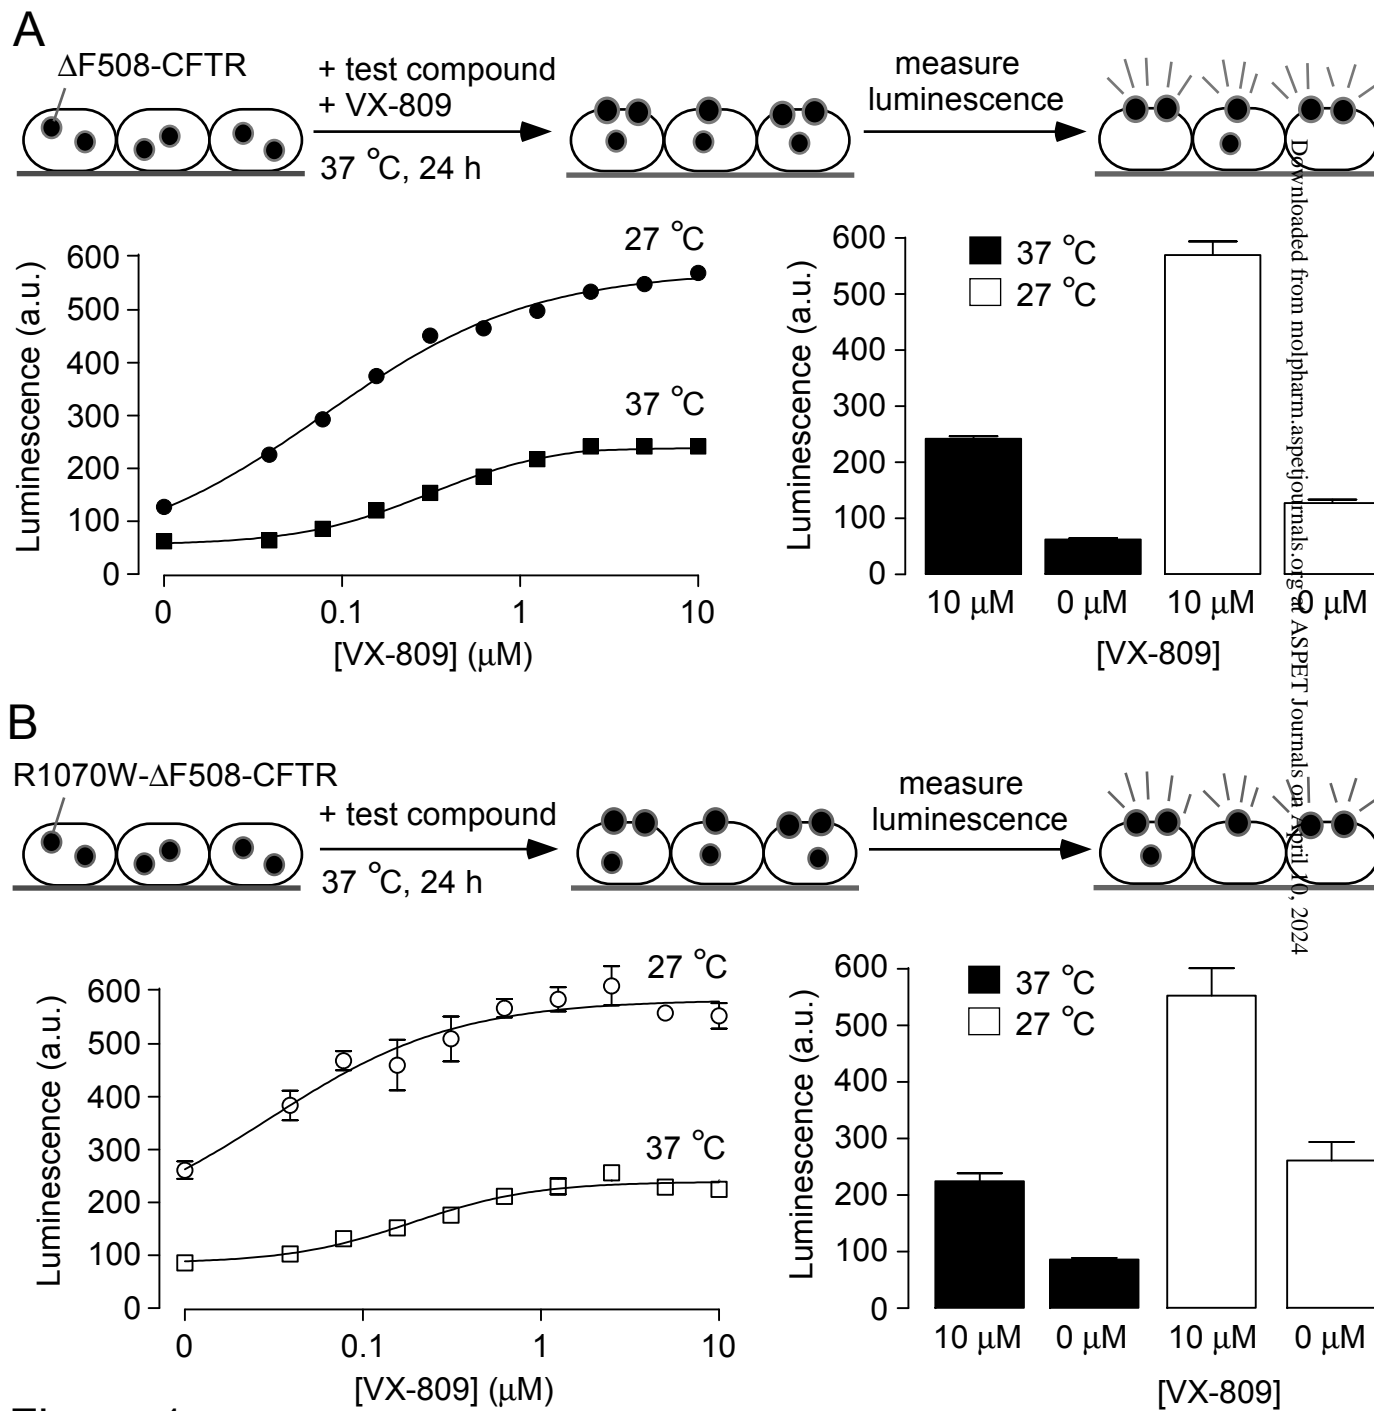 A
ΔF508-CFTR
+ test compound
+ VX-809
37 °C, 24 h
measure
luminescence
27 °C
37 °C
600
500
400
300
200
100
0
Luminescence (a.u.)
0 0.1 1 10
[VX-809] (μM)
37 °C
27 °C
600
500
400
300
200
100
0
Luminescence (a.u.)
10 μM 0 μM 10 μM 0 μM
[VX-809]
B
R1070W-ΔF508-CFTR
+ test compound
37 °C, 24 h
measure
luminescence
27 °C
37 °C
600
500
400
300
200
100
0
Luminescence (a.u.)
0 0.1 1 10
[VX-809] (μM)
37 °C
27 °C
600
500
400
300
200
100
0
Luminescence (a.u.)
10 μM 0 μM 10 μM 0 μM
[VX-809]
Downloaded from molpharm.aspetjournals.org at ASPET Journals on April 10, 2024